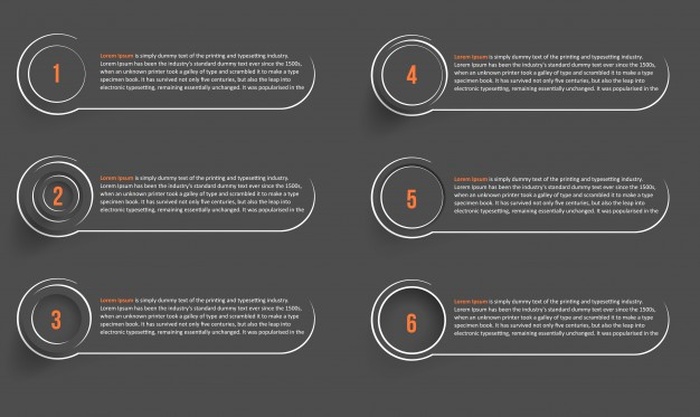 1
Lorem Ipsum is simply dummy text of the printing and typesetting industry.
Lorem Ipsum has been the industry's standard dummy text ever since the 1500s,
when an unknown printer took a galley of type and scrambled it to make a type
specimen book. It has survived not only five centuries, but also the leap into
electronic typesetting, remaining essentially unchanged. It was popularised in the
2
Lorem Ipsum is simply dummy text of the printing and typesetting industry.
Lorem Ipsum has been the industry's standard dummy text ever since the 1500s,
when an unknown printer took a galley of type and scrambled it to make a type
specimen book. It has survived not only five centuries, but also the leap into
electronic typesetting, remaining essentially unchanged. It was popularised in the
3
Lorem Ipsum is simply dummy text of the printing and typesetting industry.
Lorem Ipsum has been the industry's standard dummy text ever since the 1500s,
when an unknown printer took a galley of type and scrambled it to make a type
specimen book. It has survived not only five centuries, but also the leap into
electronic typesetting, remaining essentially unchanged. It was popularised in the
4
Lorem Ipsum is simply dummy text of the printing and typesetting industry.
Lorem Ipsum has been the industry's standard dummy text ever since the 1500s,
when an unknown printer took a galley of type and scrambled it to make a type
specimen book. It has survived not only five centuries, but also the leap into
electronic typesetting, remaining essentially unchanged. It was popularised in the
5
Lorem Ipsum is simply dummy text of the printing and typesetting industry.
Lorem Ipsum has been the industry's standard dummy text ever since the 1500s,
when an unknown printer took a galley of type and scrambled it to make a type
specimen book. It has survived not only five centuries, but also the leap into
electronic typesetting, remaining essentially unchanged. It was popularised in the
6
Lorem Ipsum is simply dummy text of the printing and typesetting industry.
Lorem Ipsum has been the industry's standard dummy text ever since the 1500s,
when an unknown printer took a galley of type and scrambled it to make a type
specimen book. It has survived not only five centuries, but also the leap into
electronic typesetting, remaining essentially unchanged. It was popularised in the